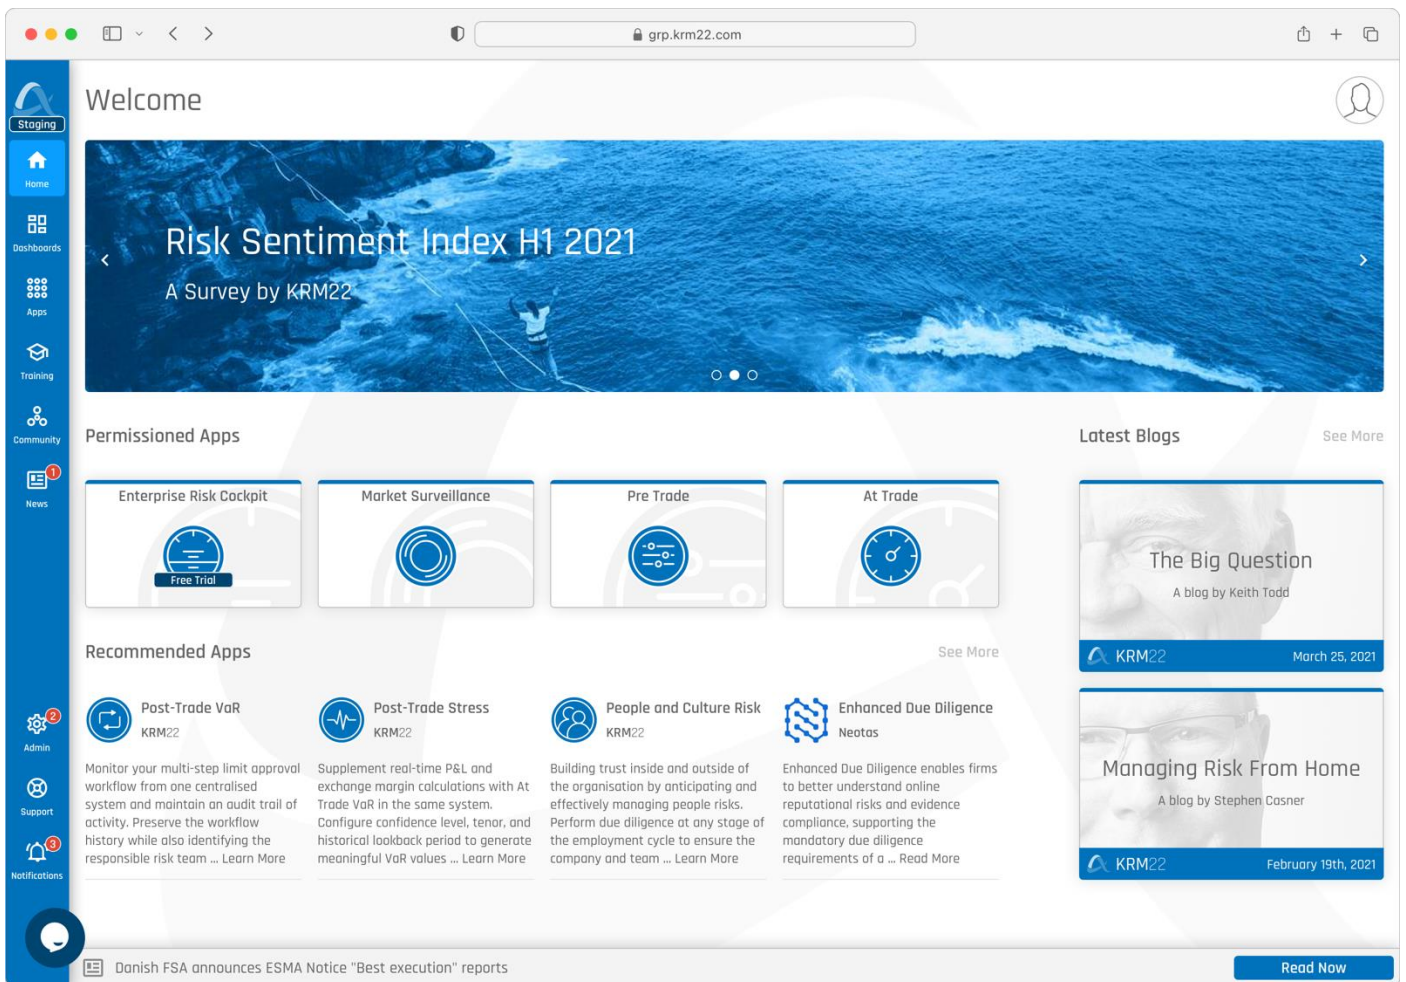 grp.krm22.com
Staging
Home
Dashboards
Apps
Training
Community
1
News
2
Admin
Support
3
Notifications
Welcome
Risk Sentiment Index H1 2021
A Survey by KRM22
Permissioned Apps
Enterprise Risk Cockpit
Free Trial
Market Surveillance
Pre Trade
At Trade
Recommended Apps
See More
Post-Trade VaR
KRM22
Monitor your multi-step limit approval
workflow from one centralised
system and maintain an audit trail of
activity. Preserve the workflow
history while also identifying the
responsible risk team ... Learn More
Post-Trade Stress
KRM22
Supplement real-time P&L and
exchange margin calculations with At
Trade VaR in the same system.
Configure confidence level, tenor, and
historical lookback period to generate
meaningful VaR values ... Learn More
People and Culture Risk
KRM22
Building trust inside and outside of
the organisation by anticipating and
effectively managing people risks.
Perform due diligence at any stage of
the employment cycle to ensure the
company and team ... Learn More
Enhanced Due Diligence
Neotas
Enhanced Due Diligence enables firms
to better understand online
reputational risks and evidence
compliance, supporting the
mandatory due diligence
requirements of a ... Read More
Latest Blogs
See More
The Big Question
A blog by Keith Todd
KRM22
March 25, 2021
Managing Risk From Home
A blog by Stephen Casner
KRM22
February 19th, 2021
Danish FSA announces ESMA Notice "Best execution" reports
Read Now